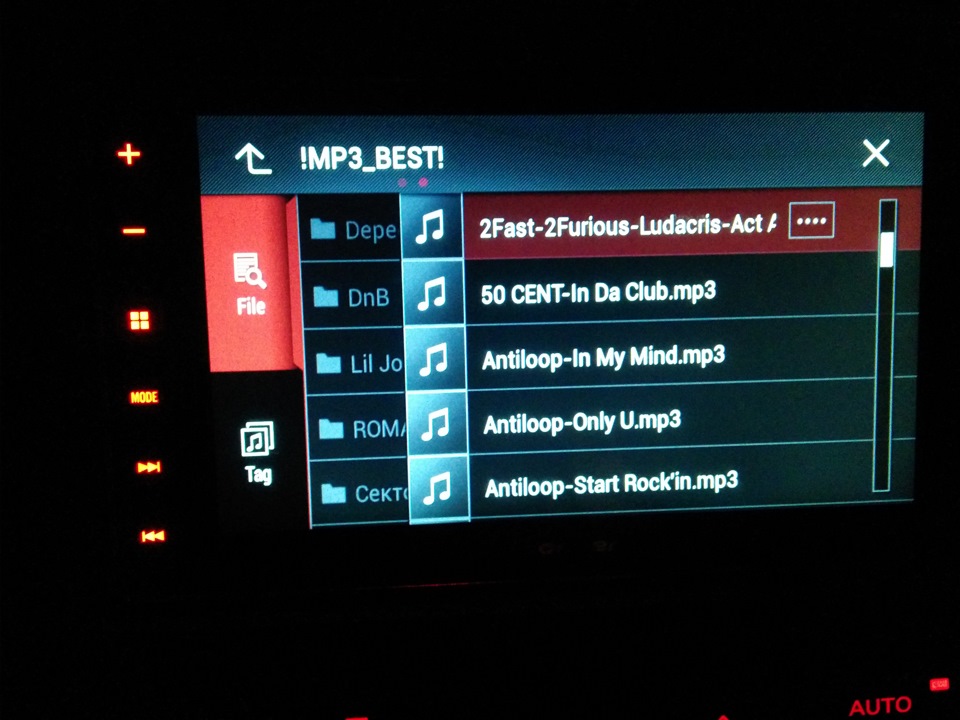 !MP3_BEST!
File
Tag
Depe
DnB
Lil Jo
ROMA
Секто
2Fast-2Furious-Ludacris-Act A
50 CENT-In Da Club.mp3
Antiloop-In My Mind.mp3
Antiloop-Only U.mp3
Antiloop-Start Rock'in.mp3
MODE
AUTO